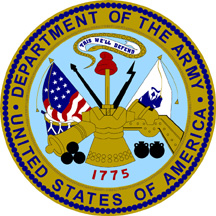 DEPARTMENT OF THE ARMY
THIS WE'LL DEFEND
1775
UNITED STATES OF AMERICA